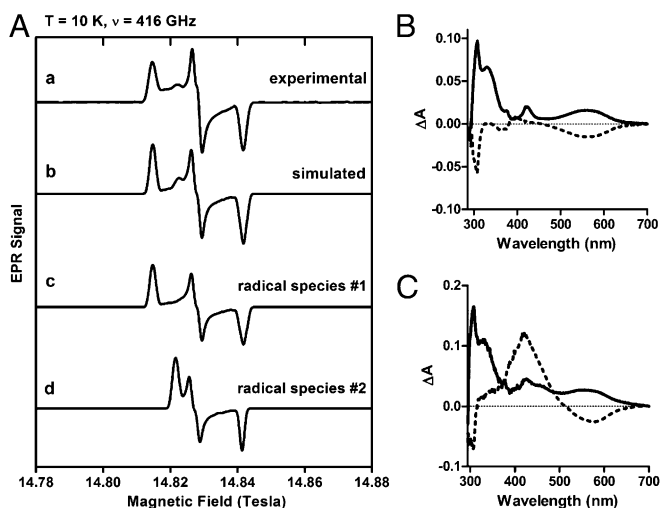 A
T = 10 K, ν = 416 GHz
a
experimental
b
simulated
c
radical species #1
d
radical species #2
EPR Signal
14.78 14.80 14.82 14.84 14.86 14.88
Magnetic Field (Tesla)
B
0.10
0.05
0.00
-0.05
-0.10
ΔA
300 400 500 600 700
Wavelength (nm)
C
0.2
0.1
0.0
-0.1
ΔA
300 400 500 600 700
Wavelength (nm)